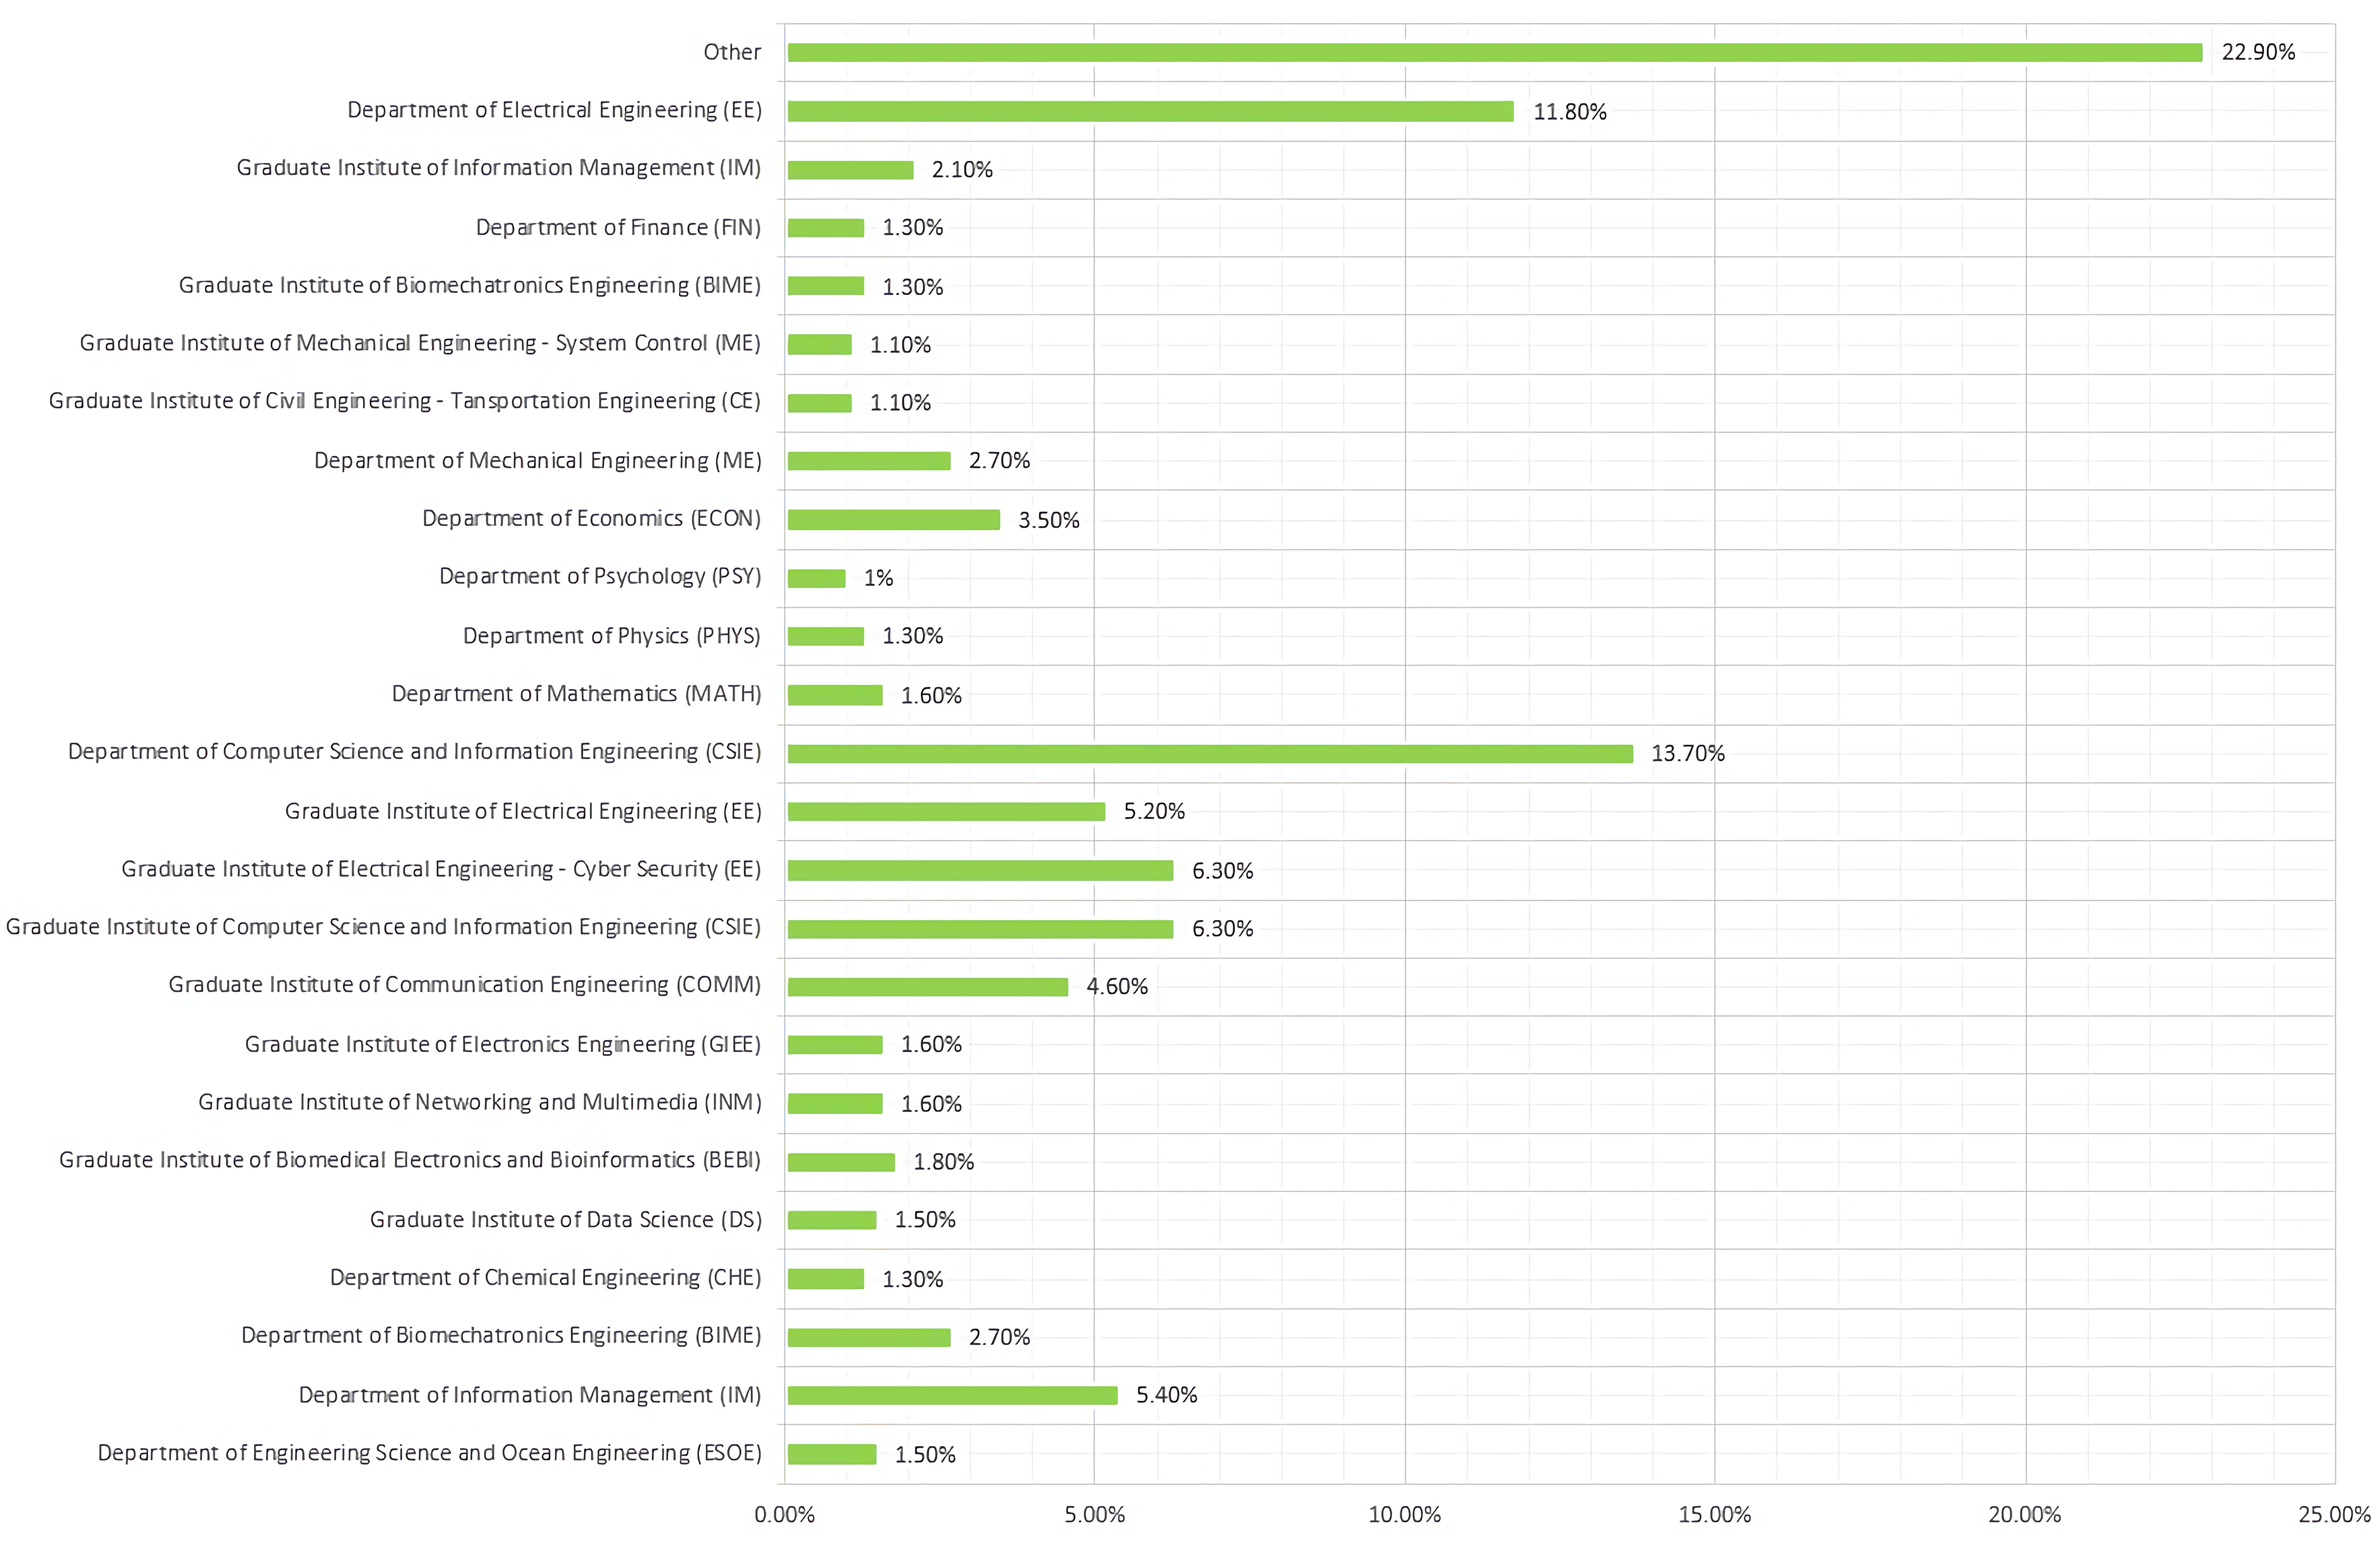 Other 22.90%
Department of Electrical Engineering (EE) 11.80%
Graduate Institute of Information Management (IM) 2.10%
Department of Finance (FIN) 1.30%
Graduate Institute of Biomechatronics Engineering (BIME) 1.30%
Graduate Institute of Mechanical Engineering - System Control (ME) 1.10%
Graduate Institute of Civil Engineering - Tansportation Engineering (CE) 1.10%
Department of Mechanical Engineering (ME) 2.70%
Department of Economics (ECON) 3.50%
Department of Psychology (PSY) 1%
Department of Physics (PHYS) 1.30%
Department of Mathematics (MATH) 1.60%
Department of Computer Science and Information Engineering (CSIE) 13.70%
Graduate Institute of Electrical Engineering (EE) 5.20%
Graduate Institute of Electrical Engineering - Cyber Security (EE) 6.30%
Graduate Institute of Computer Science and Information Engineering (CSIE) 6.30%
Graduate Institute of Communication Engineering (COMM) 4.60%
Graduate Institute of Electronics Engineering (GIEE) 1.60%
Graduate Institute of Networking and Multimedia (INM) 1.60%
Graduate Institute of Biomedical Electronics and Bioinformatics (BEBI) 1.80%
Graduate Institute of Data Science (DS) 1.50%
Department of Chemical Engineering (CHE) 1.30%
Department of Biomechatronics Engineering (BIME) 2.70%
Department of Information Management (IM) 5.40%
Department of Engineering Science and Ocean Engineering (ESOE) 1.50%
0.00% 5.00% 10.00% 15.00% 20.00% 25.00%